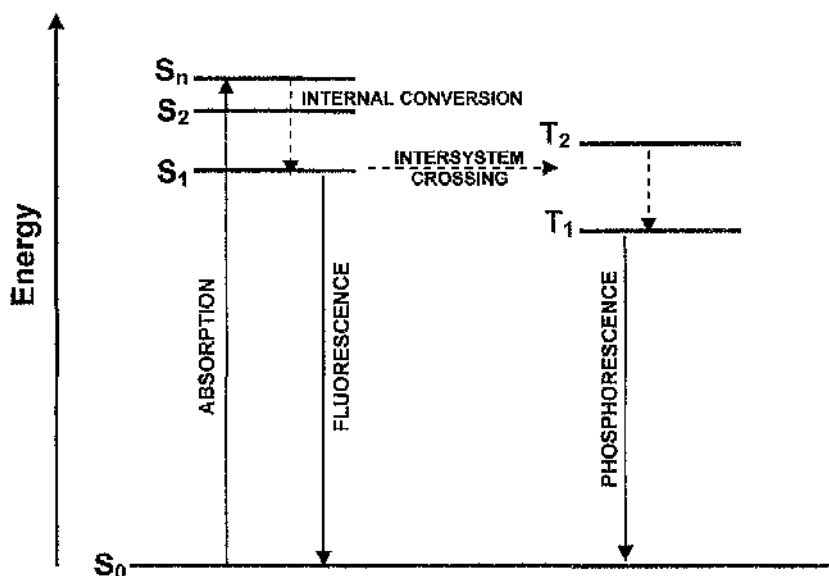 Sₙ
INTERNAL CONVERSION
S₂
T₂
INTERSYSTEM
S₁
CROSSING
T₁
Energy
ABSORPTION
FLUORESCENCE
PHOSPHORESCENCE
S₀